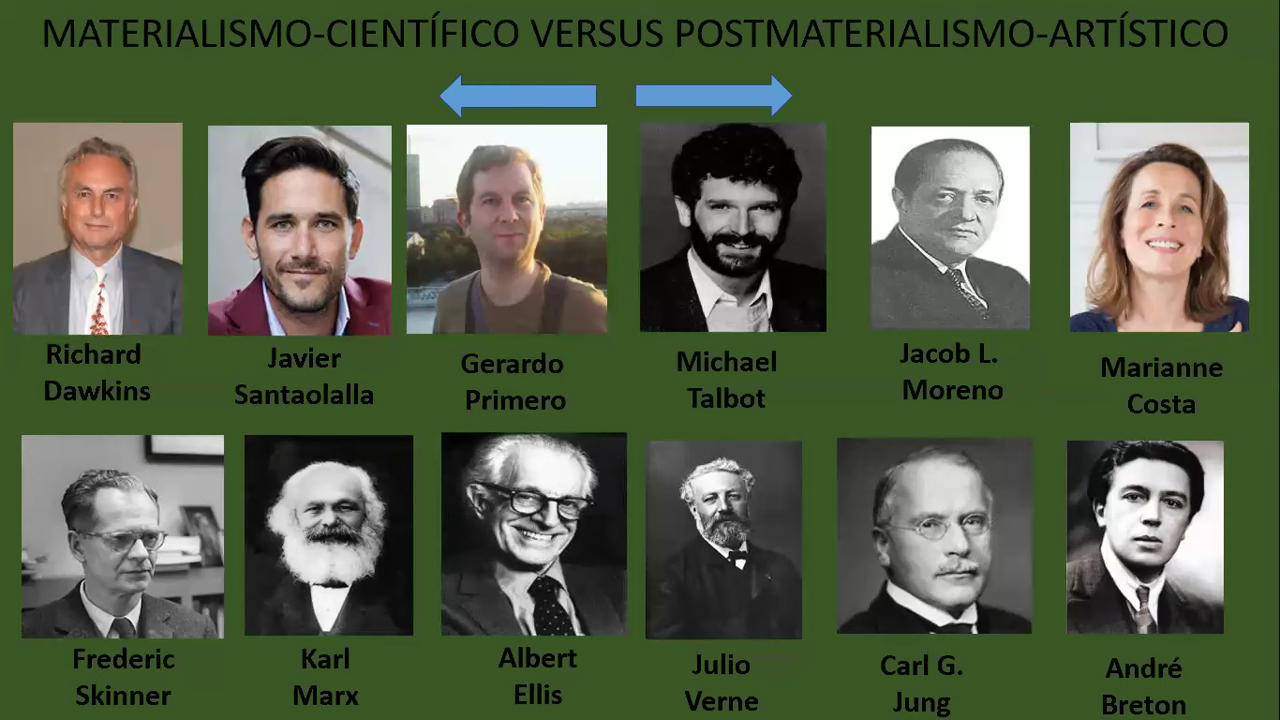 MATERIALISMO-CIENTÍFICO VERSUS POSTMATERIALISMO-ARTÍSTICO
Richard
Dawkins
Javier
Santaolalla
Gerardo
Primero
Michael
Talbot
Jacob L.
Moreno
Marianne
Costa
Frederic
Skinner
Karl
Marx
Albert
Ellis
Julio
Verne
Carl G.
Jung
André
Breton